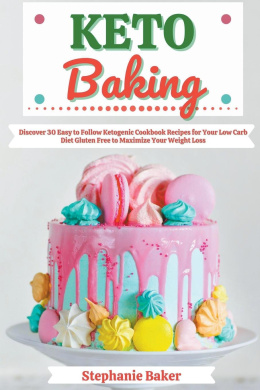 KETO
Baking
Discover 30 Easy to Follow Ketogenic Cookbook Recipes for Your Low Carb
Diet Gluten Free to Maximize Your Weight Loss
Stephanie Baker